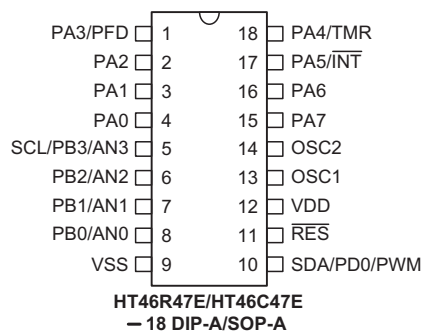 PA3/PFD 1 18 PA4/TMR
PA2 2 17 PA5/INT
PA1 3 16 PA6
PA0 4 15 PA7
SCL/PB3/AN3 5 14 OSC2
PB2/AN2 6 13 OSC1
PB1/AN1 7 12 VDD
PB0/AN0 8 11 RES
VSS 9 10 SDA/PD0/PWM
HT46R47E/HT46C47E
– 18 DIP-A/SOP-A